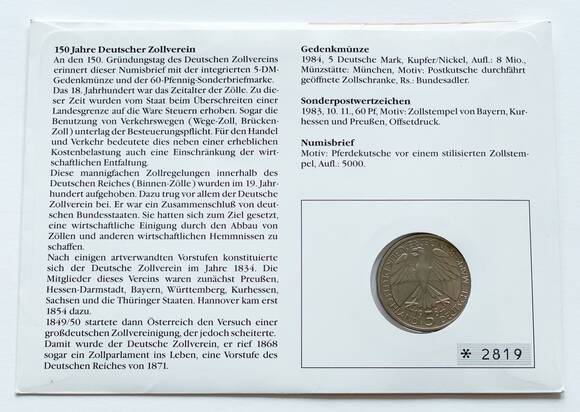 150 Jahre Deutscher Zollverein
An den 150. Gründungstag des Deutschen Zollvereins
erinnert dieser Numisbrief mit der integrierten 5-DM-
Gedenkmünze und der 60-Pfennig-Sonderbriefmarke.
Das 18. Jahrhundert war das Zeitalter der Zölle. Zu die-
ser Zeit wurden vom Staat beim Überschreiten einer
Landesgrenze auf die Ware Steuern erhoben. Sogar die
Benutzung von Verkehrswegen (Wege-Zoll, Brücken-
Zoll) unterlag der Besteuerungspflicht. Für den Handel
und Verkehr bedeutete dies neben einer erheblichen
Kostenbelastung auch eine Einschränkung der wirt-
schaftlichen Entfaltung.
Diese mannigfachen Zollregelungen innerhalb des
Deutschen Reiches (Binnen-Zölle) wurden im 19. Jahr-
hundert aufgehoben. Dazu trug vor allem der Deutsche
Zollverein bei. Er war ein Zusammenschluß von deut-
schen Bundesstaaten. Sie hatten sich zum Ziel gesetzt,
eine wirtschaftliche Einigung durch den Abbau von
Zöllen und anderen wirtschaftlichen Hemmnissen zu
schaffen.
Nach einigen artverwandten Vorstufen konstituierte
sich der Deutsche Zollverein im Jahre 1834. Die
Mitglieder dieses Vereins waren zunächst Preußen,
Hessen-Darmstadt, Bayern, Württemberg, Kurhessen,
Sachsen und die Thüringer Staaten. Hannover kam erst
1854 dazu.
1849/50 startete dann Österreich den Versuch einer
großdeutschen Zollvereinigung, der jedoch scheiterte.
Damit wurde der Deutsche Zollverein, er rief 1868
sogar ein Zollparlament ins Leben, eine Vorstufe des
Deutschen Reiches von 1871.
Gedenkmünze
1984, 5 Deutsche Mark, Kupfer/Nickel, Aufl.: 8 Mio.,
Münzstätte: München, Motiv: Postkutsche durchfährt
geöffnete Zollschranke, Rs.: Bundesadler.
Sonderpostwertzeichen
1983, 10. 11., 60 Pf, Motiv: Zollstempel von Bayern, Kur-
hessen und Preußen, Offsetdruck.
Numisbrief
Motiv: Pferdekutsche vor einem stilisierten Zollstem-
pel, Aufl.: 5000.
5
* 2819